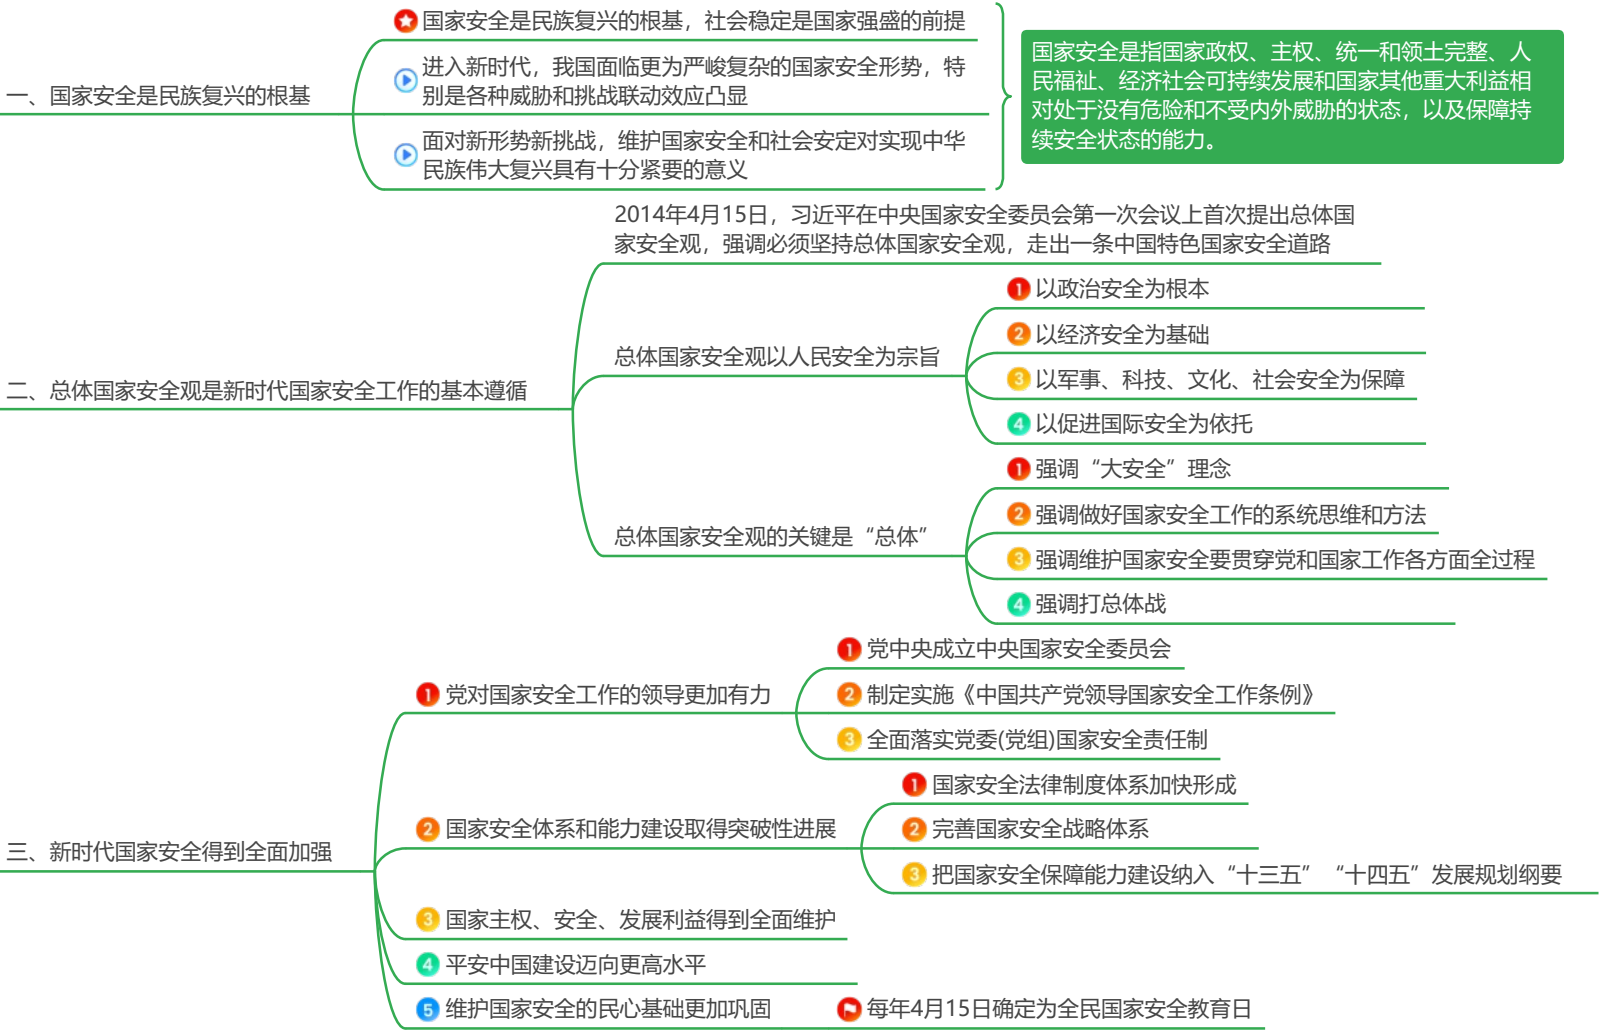 一、国家安全是民族复兴的根基
国家安全是民族复兴的根基，社会稳定是国家强盛的前提
进入新时代，我国面临更为严峻复杂的国家安全形势，特
别是各种威胁和挑战联动效应凸显
面对新形势新挑战，维护国家安全和社会安定对实现中华
民族伟大复兴具有十分紧要的意义
国家安全是指国家政权、主权、统一和领土完整、人
民福祉、经济社会可持续发展和国家其他重大利益相
对处于没有危险和不受内外威胁的状态，以及保障持
续安全状态的能力。
二、总体国家安全观是新时代国家安全工作的基本遵循
2014年4月15日，习近平在中央国家安全委员会第一次会议上首次提出总体国
家安全观，强调必须坚持总体国家安全观，走出一条中国特色国家安全道路
总体国家安全观以人民安全为宗旨
1 以政治安全为根本
2 以经济安全为基础
3 以军事、科技、文化、社会安全为保障
4 以促进国际安全为依托
总体国家安全观的关键是“总体”
1 强调“大安全”理念
2 强调做好国家安全工作的系统思维和方法
3 强调维护国家安全要贯穿党和国家工作各方面全过程
4 强调打总体战
三、新时代国家安全得到全面加强
1 党对国家安全工作的领导更加有力
1 党中央成立中央国家安全委员会
2 制定实施《中国共产党领导国家安全工作条例》
3 全面落实党委(党组)国家安全责任制
2 国家安全体系和能力建设取得突破性进展
1 国家安全法律制度体系加快形成
2 完善国家安全战略体系
3 把国家安全保障能力建设纳入“十三五”“十四五”发展规划纲要
3 国家主权、安全、发展利益得到全面维护
4 平安中国建设迈向更高水平
5 维护国家安全的民心基础更加巩固
每年4月15日确定为全民国家安全教育日